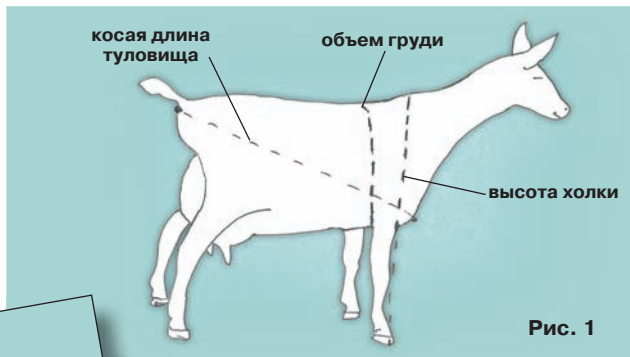 косая длина
туловища
объем груди
высота холки
Рис. 1